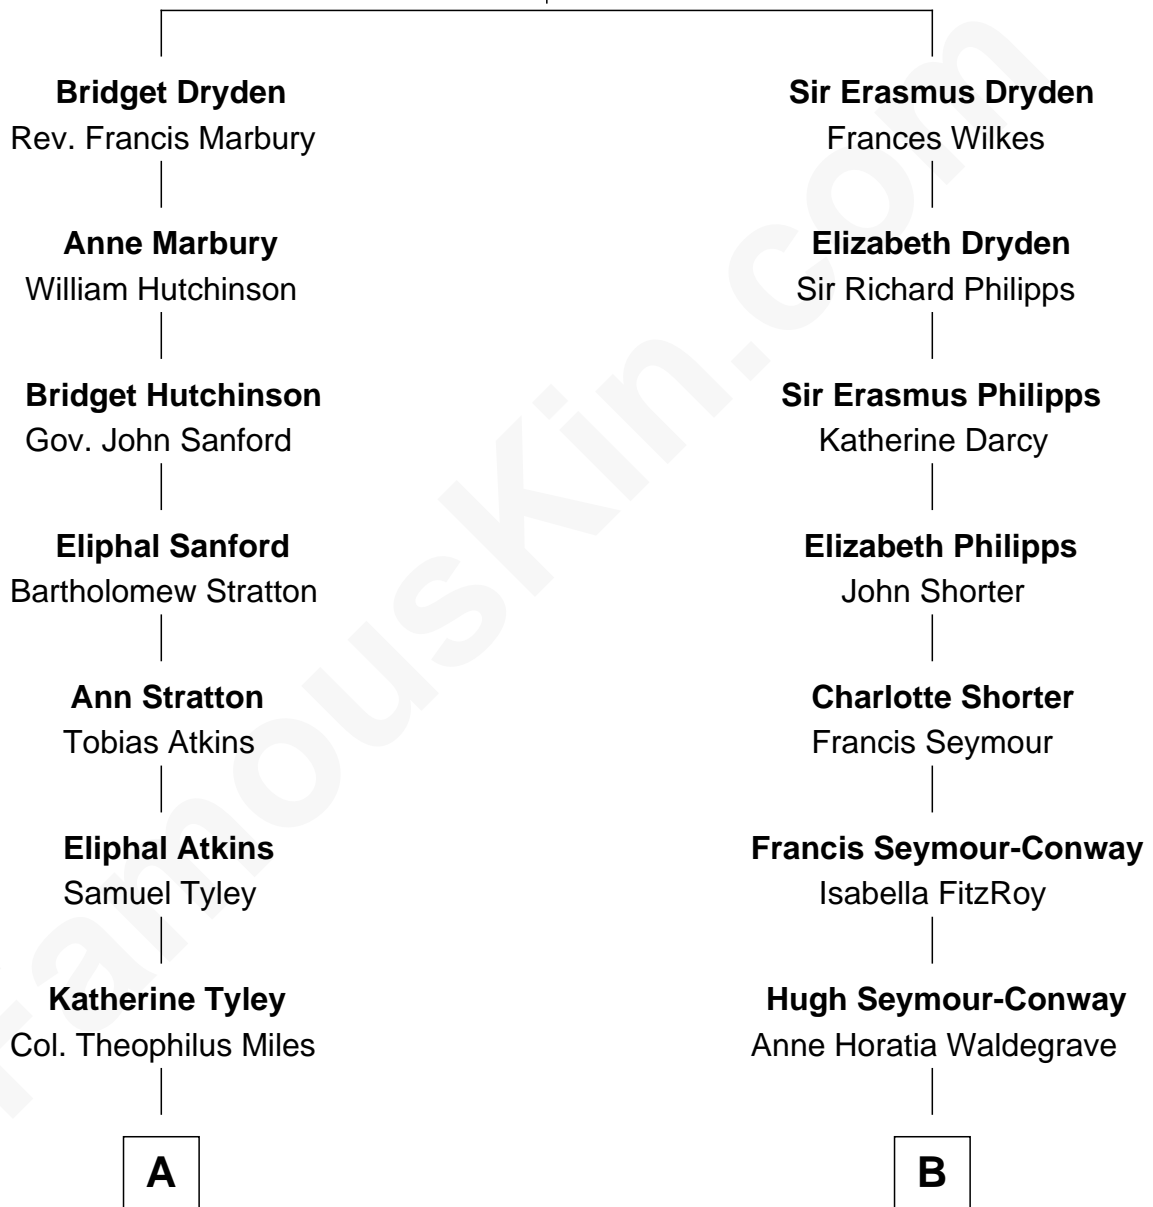 Bridget Dryden
Rev. Francis Marbury
Anne Marbury
William Hutchinson
Bridget Hutchinson
Gov. John Sanford
Eliphal Sanford
Bartholomew Stratton
Ann Stratton
Tobias Atkins
Eliphal Atkins
Samuel Tyley
Katherine Tyley
Col. Theophilus Miles
A
Sir Erasmus Dryden
Frances Wilkes
Elizabeth Dryden
Sir Richard Philipps
Sir Erasmus Philipps
Katherine Darcy
Elizabeth Philipps
John Shorter
Charlotte Shorter
Francis Seymour
Francis Seymour-Conway
Isabella FitzRoy
Hugh Seymour-Conway
Anne Horatia Waldegrave
B
FamousKin.com